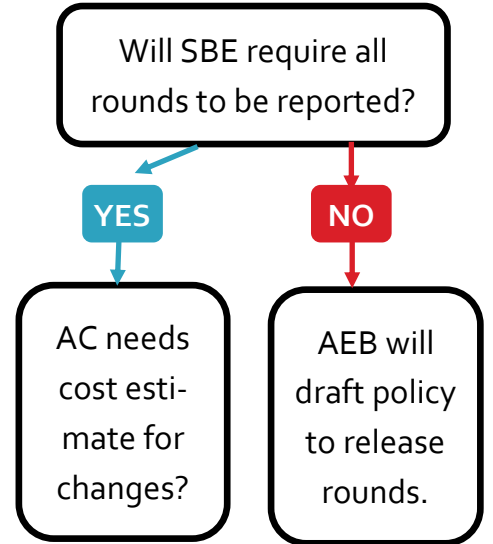 Will SBE require all
rounds to be reported?
YES
NO
AC needs
cost esti-
mate for
changes?
AEB will
draft policy
to release
rounds.